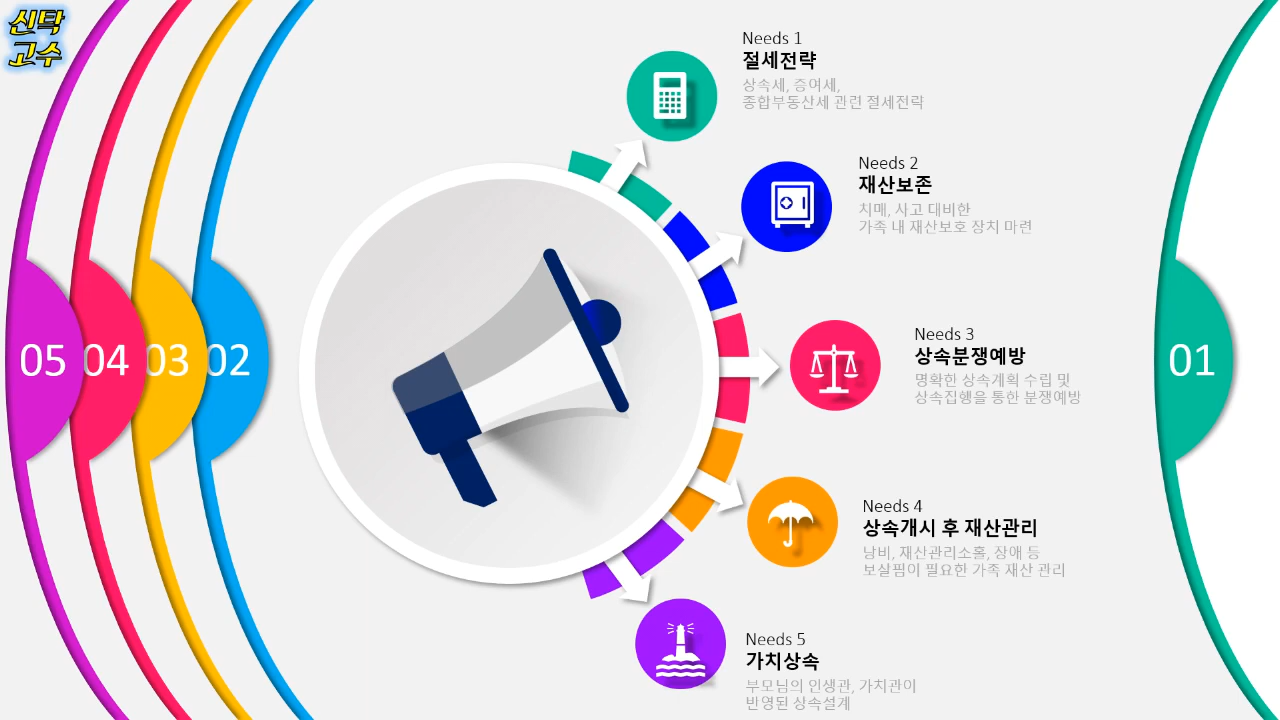 신탁
고수
Needs 1
절세전략
상속세, 증여세,
종합부동산세 관련 절세전략
Needs 2
재산보존
치매, 사고 대비한
가족 내 재산보호 장치 마련
Needs 3
상속분쟁예방
명확한 상속계획 수립 및
상속집행을 통한 분쟁예방
Needs 4
상속개시 후 재산관리
낭비, 재산관리소홀, 장애 등
보살핌이 필요한 가족 재산 관리
Needs 5
가치상속
부모님의 인생관, 가치관이
반영된 상속설계
05 04 03 02
01